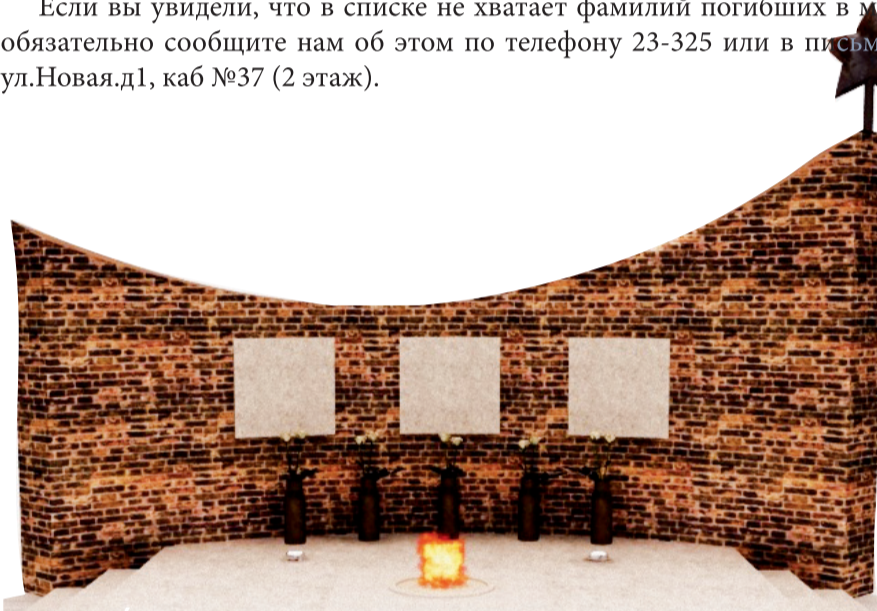 Если вы увидели, что в списке не хватает фамилий погибших в
обязательно сообщите нам об этом по телефону 23-325 или в
ул.Новая.д1, каб №37 (2 этаж).